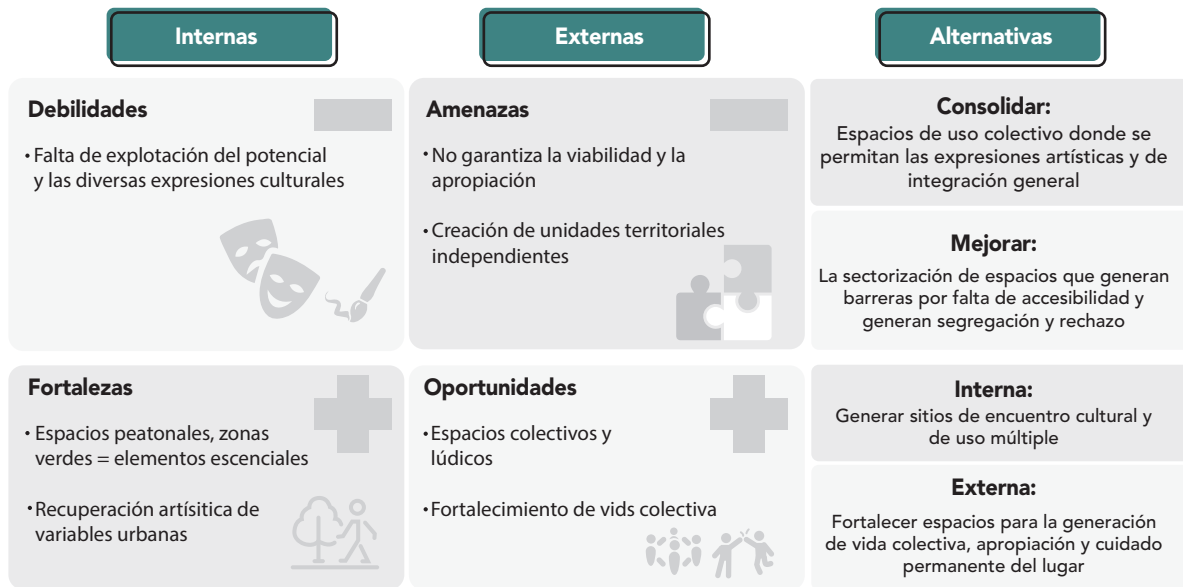 Internas
Externas
Alternativas
Debilidades
• Falta de explotación del potencial
y las diversas expresiones culturales
Amenazas
• No garantiza la viabilidad y la
apropiación
• Creación de unidades territoriales
independientes
Consolidar:
Espacios de uso colectivo donde se
permitan las expresiones artísticas y de
integración general
Mejorar:
La sectorización de espacios que generan
barreras por falta de accesibilidad y
generan segregación y rechazo
Fortalezas
• Espacios peatonales, zonas
verdes = elementos escenciales
• Recuperación artísitica de
variables urbanas
Oportunidades
• Espacios colectivos y
lúdicos
• Fortalecimiento de vids colectiva
Interna:
Generar sitios de encuentro cultural y
de uso múltiple
Externa:
Fortalecer espacios para la generación
de vida colectiva, apropiación y cuidado
permanente del lugar